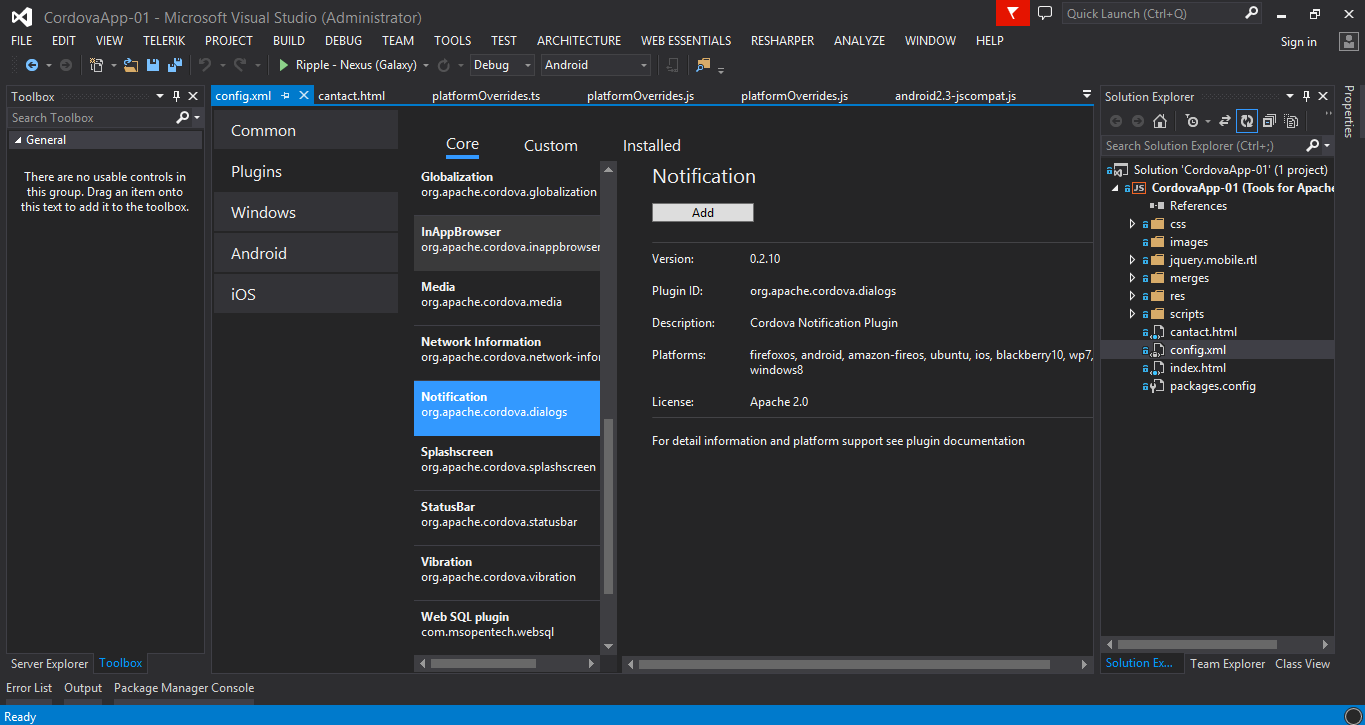 CordovaApp-01 - Microsoft Visual Studio (Administrator)
Quick Launch (Ctrl+Q)
FILE EDIT VIEW TELERIK PROJECT BUILD DEBUG TEAM TOOLS TEST ARCHITECTURE WEB ESSENTIALS RESHARPER ANALYZE WINDOW HELP
Sign in
Ripple - Nexus (Galaxy) Debug Android
Toolbox
Search Toolbox
General
There are no usable controls in
this group. Drag an item onto
this text to add it to the toolbox.
Server Explorer Toolbox
config.xml cantact.html platformOverrides.ts platformOverrides.js platformOverrides.js android2.3-jscompat.js
Common
Plugins
Windows
Android
iOS
Core Custom Installed
Globalization
org.apache.cordova.globalization
InAppBrowser
org.apache.cordova.inappbrowser
Media
org.apache.cordova.media
Network Information
org.apache.cordova.network-infor
Notification
org.apache.cordova.dialogs
Splashscreen
org.apache.cordova.splashscreen
StatusBar
org.apache.cordova.statusbar
Vibration
org.apache.cordova.vibration
Web SQL plugin
com.msopentech.websql
Notification
Add
Version: 0.2.10
Plugin ID: org.apache.cordova.dialogs
Description: Cordova Notification Plugin
Platforms: firefoxos, android, amazon-fireos, ubuntu, ios, blackberry10, wp7,
windows8
License: Apache 2.0
For detail information and platform support see plugin documentation
Solution Explorer
Search Solution Explorer (Ctrl+;)
Solution 'CordovaApp-01' (1 project)
JS CordovaApp-01 (Tools for Apache
References
css
images
jquery.mobile.rtl
merges
res
scripts
cantact.html
config.xml
index.html
packages.config
Solution Ex... Team Explorer Class View
Properties
Error List Output Package Manager Console
Ready